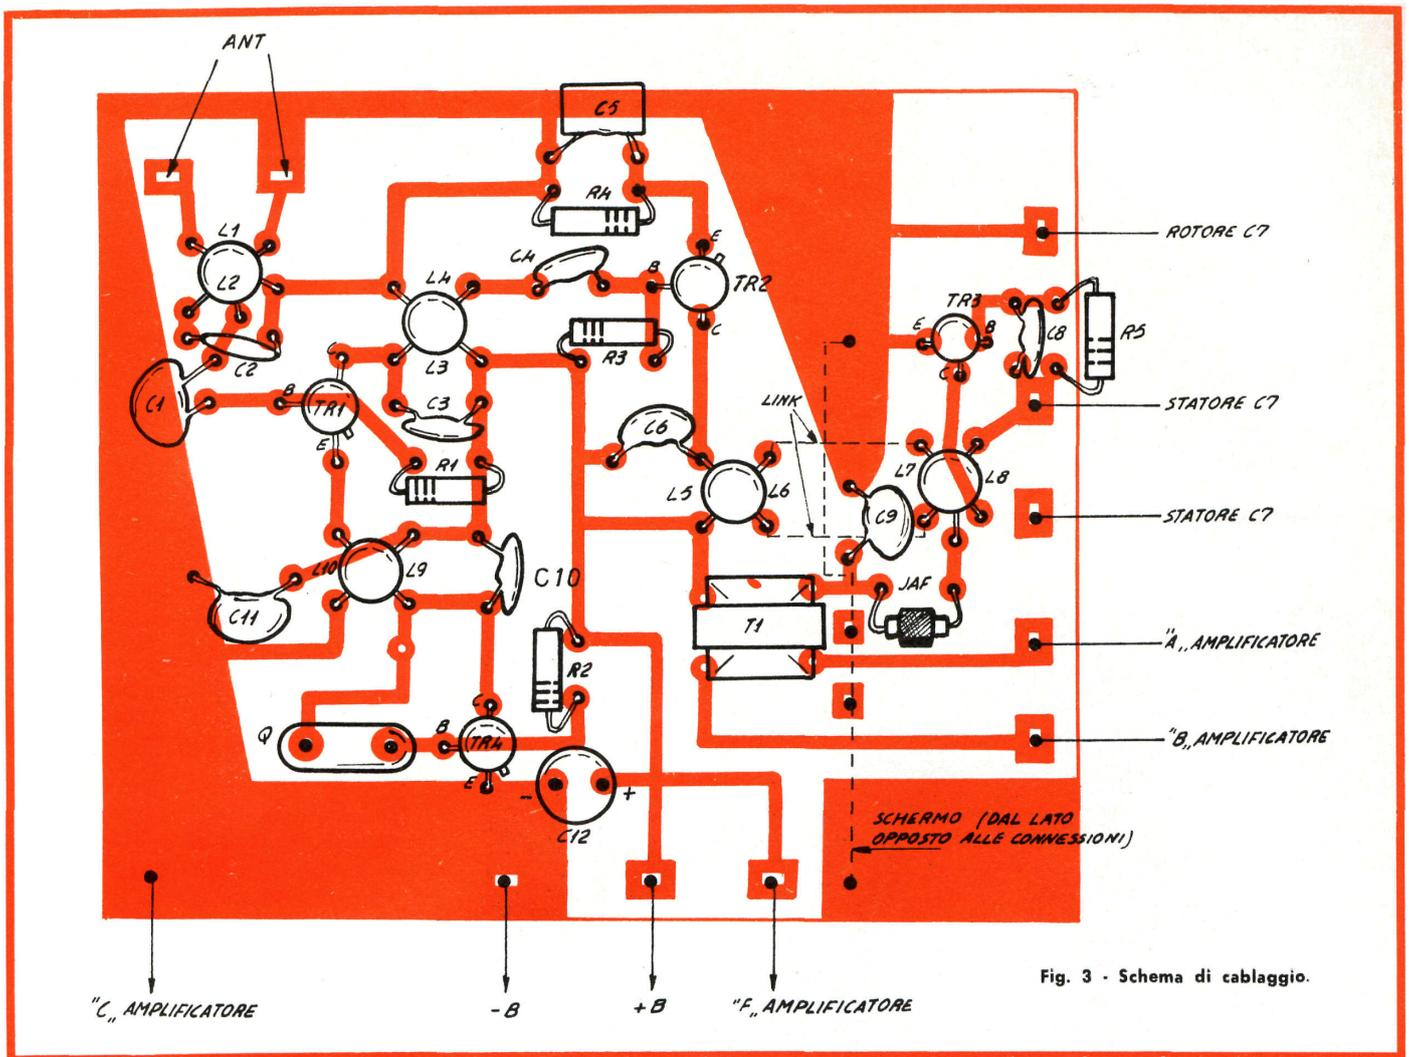 ANT
C5
R4
L1
C4
E
ROTORE C7
L2
L4
B
TR2
TR3
C
E
B
C8
R5
R3
C
C2
L3
C
C1
B
TR1
C3
LINK
STATORE C7
E
C6
R1
L7
L8
L5
L6
C9
STATORE C7
L10
L9
C10
JAF
C11
T1
"A„ AMPLIFICATORE
R2
C
Q
B
TR4
"B„ AMPLIFICATORE
E
-
+
C12
SCHERMO (DAL LATO
OPPOSTO ALLE CONNESSIONI)
Fig. 3 - Schema di cablaggio.
"C„ AMPLIFICATORE
-B
+B
"F„ AMPLIFICATORE